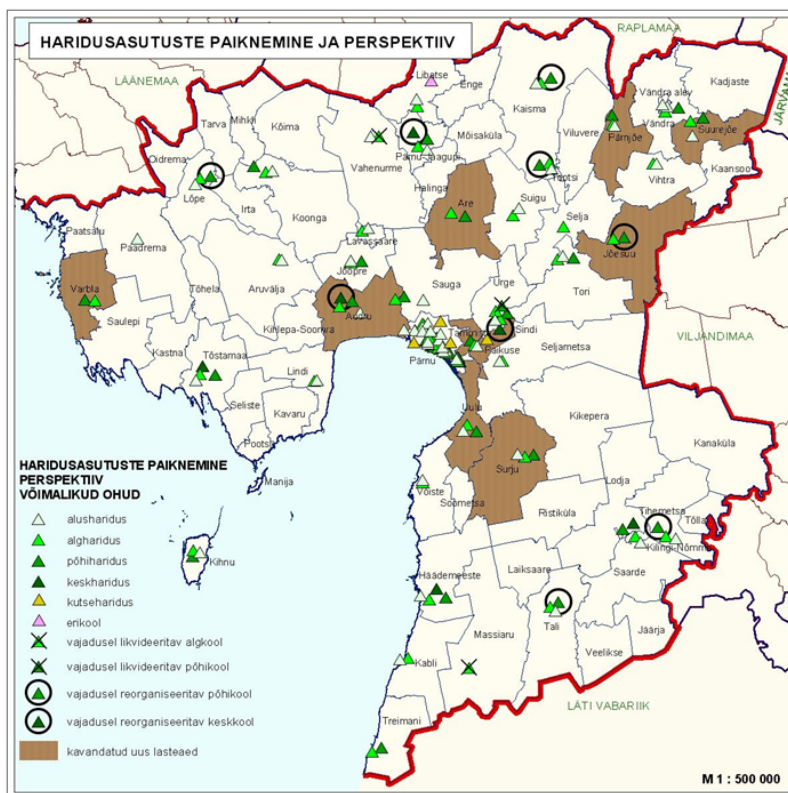 HARIDUSASUTUSTE PAIKNEMINE JA PERSPEKTIIV
RAPLAMAA
LÄÄNEMAA
JÄRVAMAA
Libatse
Enge
Kaisma
Vändra alev
Kadjaste
Tarva
Mihkli
Kõima
Mõisaküla
Viluvere
Vändra
Suurejõe
Pärnjõe
Oidrema
Vahenurme
Pärnu-Jaagupi
Tootsi
Vihtra
Kaansoo
Halinga
Lõpe
Irta
Koonga
Are
Suigu
Selja
Paatsalu
Paadrema
Lavassaare
Jõesuu
Jõõpre
Varbla
Tõhela
Aruvälja
Sauga
Urge
Tori
Saulepi
Kihlepa-Soomra
Audru
Sindi
VILJANDIMAA
Kastna
Tõstamaa
Pärnu
Paikuse
Seljametsa
Lindi
Seliste
Kavaru
Uulu
Kikepera
Pootsi
Kanaküla
Surju
Manija
Lodja
HARIDUSASUTUSTE PAIKNEMINE
PERSPEKTIIV
VÕIMALIKUD OHUD
Võiste
Soometsa
Ristiküla
Tihemetsa
Tõlla
alusharidus
Kilingi-Nõmme
algharidus
Kihnu
põhiharidus
Laiksaare
Saarde
keskharidus
Häädemeeste
kutseharidus
erikool
Tali
Jäärja
vajadusel likvideeritav algkool
Massiaru
Veelikse
Kabli
vajadusel likvideeritav põhikool
vajadusel reorganiseeritav põhikool
LÄTI VABARIIK
vajadusel reorganiseeritav keskkool
Treimani
kavandatud uus lasteaed
M 1 : 500 000